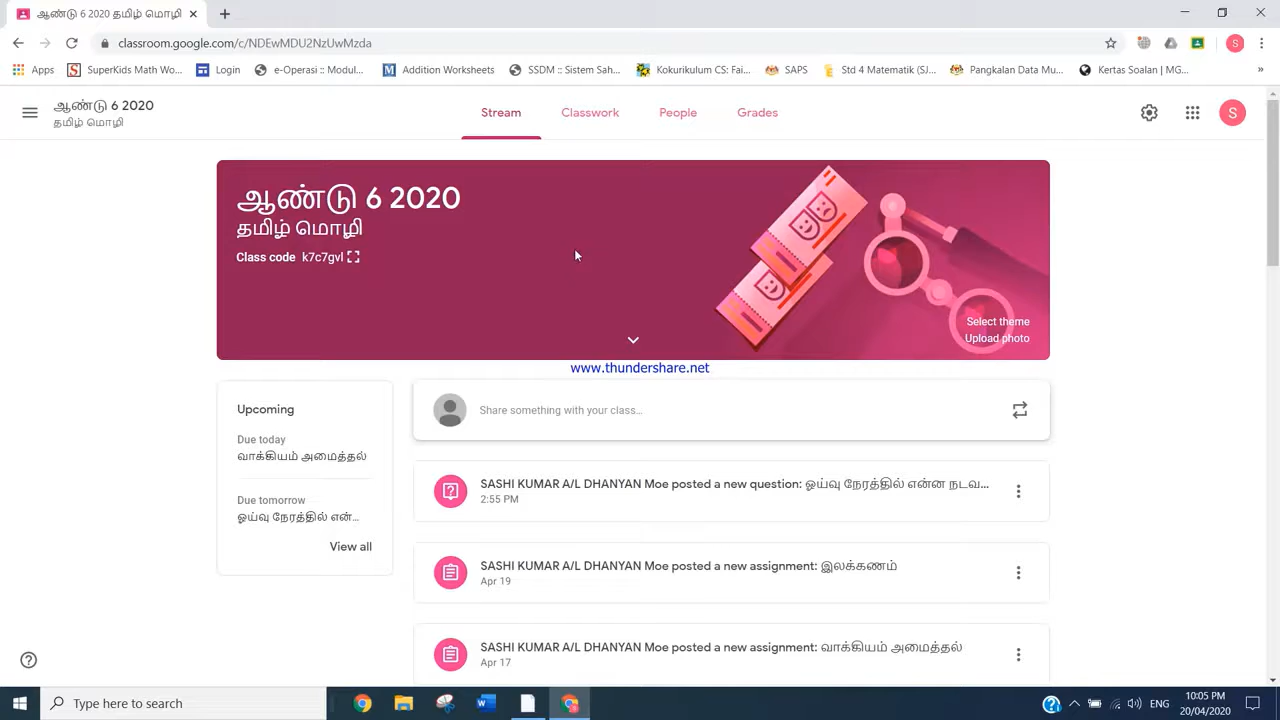 ஆண்டு 6 2020 தமிழ் மொழி
classroom.google.com/c/NDEwMDU2NzUwMzda
Apps SuperKids Math Wo... Login e-Operasi :: Modul... Addition Worksheets SSDM :: Sistem Sah... Kokurikulum CS: Fai... SAPS Std 4 Matematik (SJ... Pangkalan Data Mu... Kertas Soalan | MG... »
ஆண்டு 6 2020
தமிழ் மொழி
Stream Classwork People Grades
S
ஆண்டு 6 2020
தமிழ் மொழி
Class code k7c7gvl
Select theme
Upload photo
www.thundershare.net
Upcoming
Due today
வாக்கியம் அமைத்தல்
Due tomorrow
ஓய்வு நேரத்தில் என்...
View all
Share something with your class...
SASHI KUMAR A/L DHANYAN Moe posted a new question: ஓய்வு நேரத்தில் என்ன நடவ...
2:55 PM
SASHI KUMAR A/L DHANYAN Moe posted a new assignment: இலக்கணம்
Apr 19
SASHI KUMAR A/L DHANYAN Moe posted a new assignment: வாக்கியம் அமைத்தல்
Apr 17
Type here to search
ENG
10:05 PM
20/04/2020